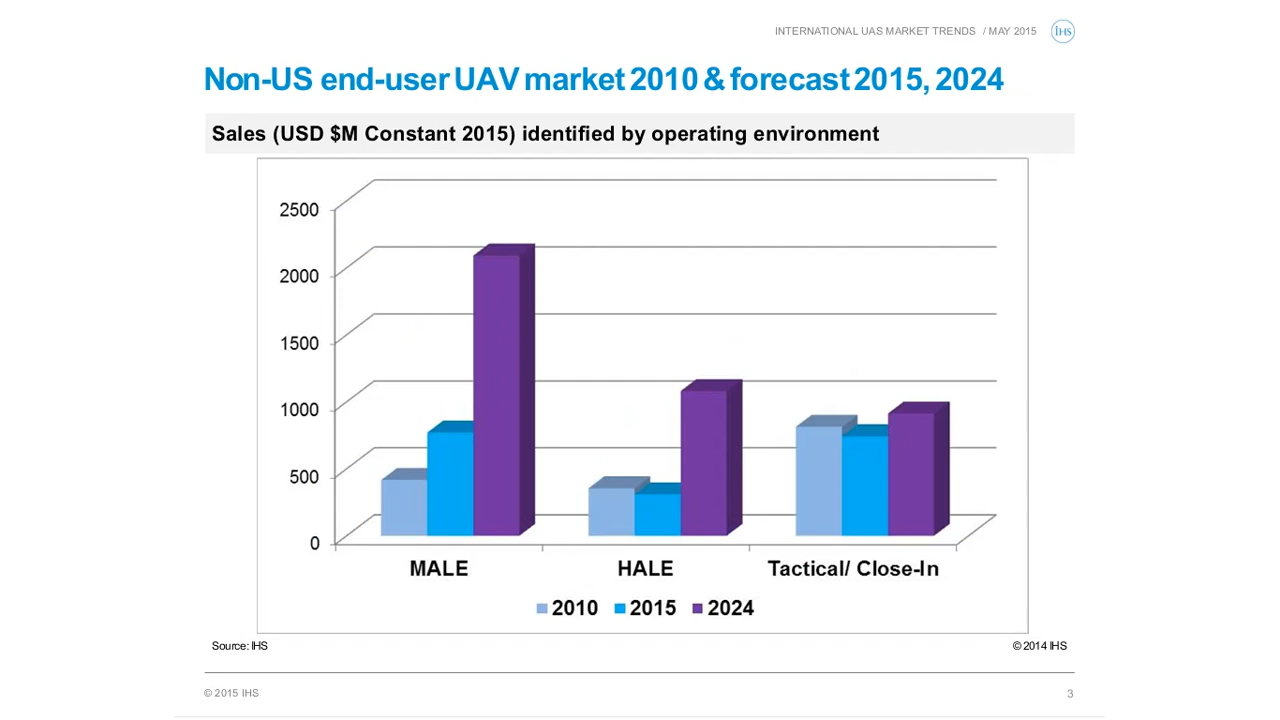 INTERNATIONAL UAS MARKET TRENDS / MAY 2015
IHS
Non-US end-user UAV market 2010 & forecast 2015, 2024
Sales (USD $M Constant 2015) identified by operating environment
2500
2000
1500
1000
500
0
MALE HALE Tactical/ Close-In
2010 2015 2024
Source: IHS © 2014 IHS
© 2015 IHS 3